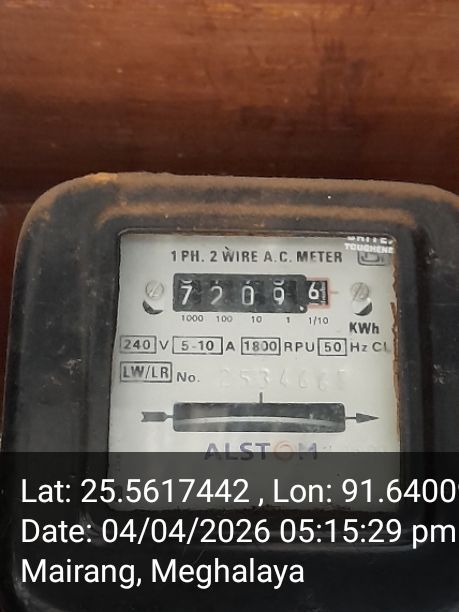 TOUGHENE
1 PH. 2 WIRE A.C. METER
7 2 0 9 6
1000 100 10 1 1/10
KWh
240 V 5-10 A 1800 RPU 50 Hz Cl
LW/LR No.
ALSTOM
Lat: 25.5617442 , Lon: 91.6400
Date: 04/04/2026 05:15:29 pm
Mairang, Meghalaya